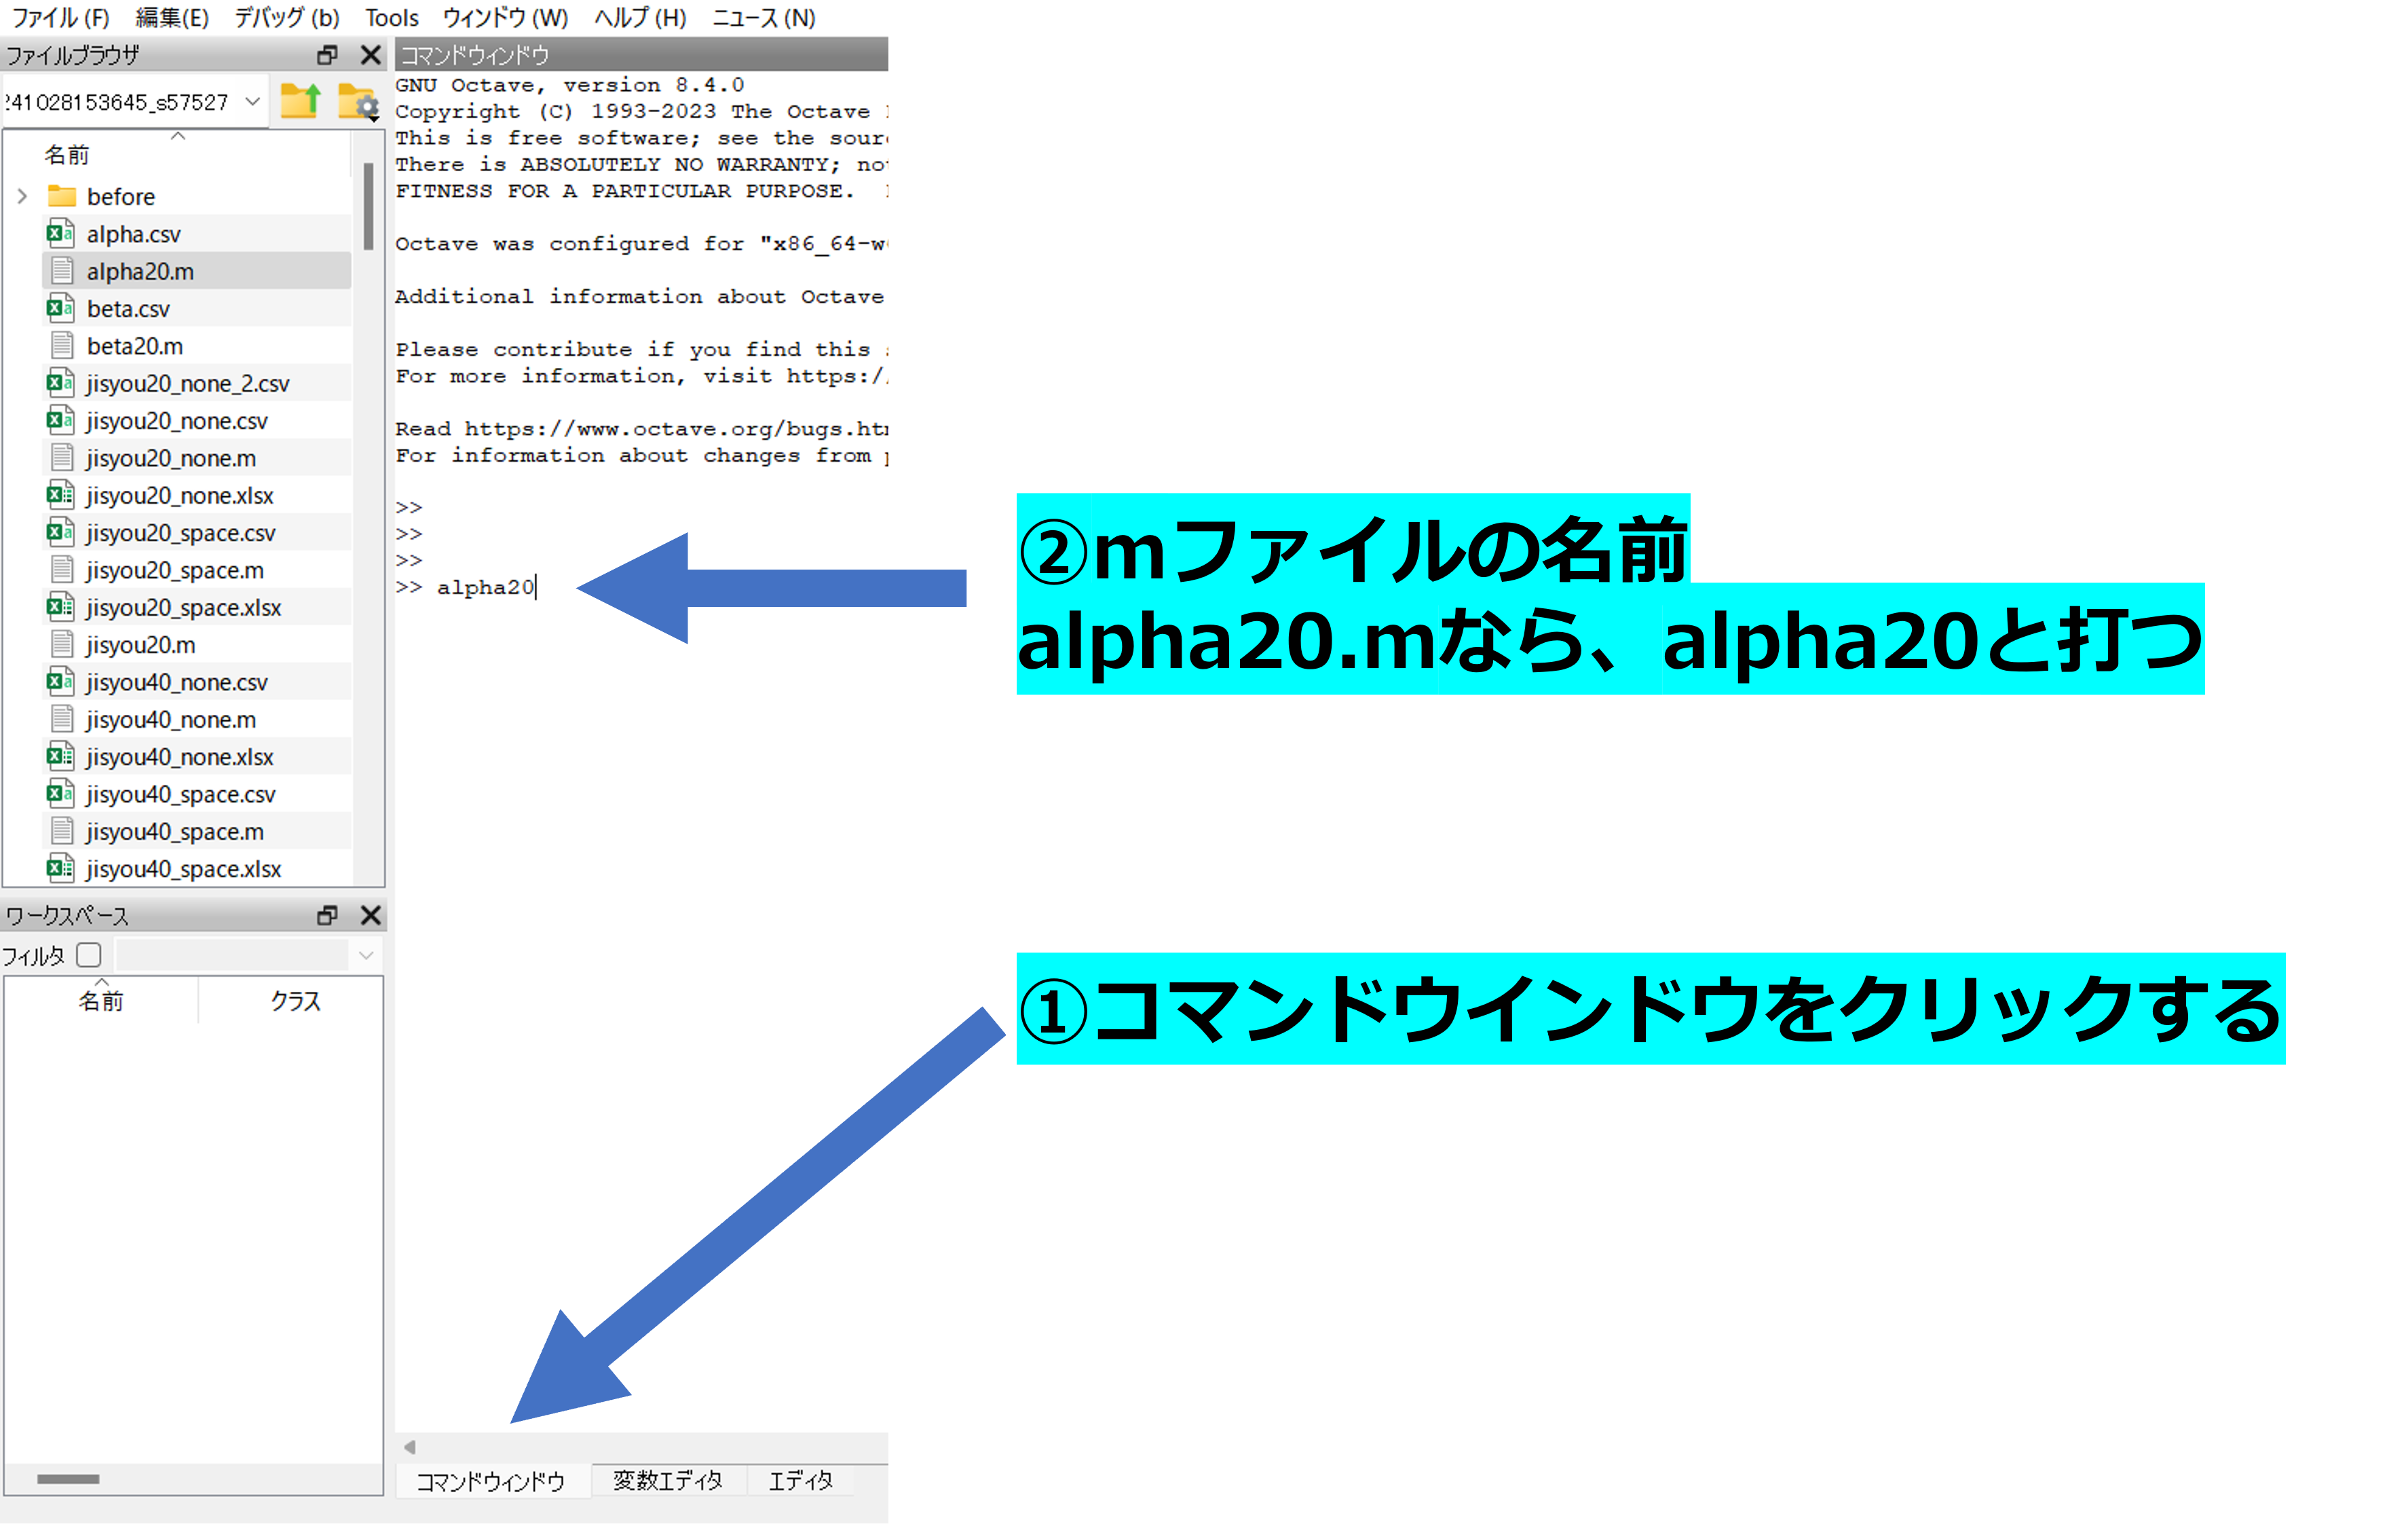 ファイル (F) 編集(E) デバッグ (b) Tools ウィンドウ (W) ヘルプ (H) ニュース (N)
ファイルブラウザ
241028153645_s57527
名前
before
alpha.csv
alpha20.m
beta.csv
beta20.m
jisyou20_none_2.csv
jisyou20_none.csv
jisyou20_none.m
jisyou20_none.xlsx
jisyou20_space.csv
jisyou20_space.m
jisyou20_space.xlsx
jisyou20.m
jisyou40_none.csv
jisyou40_none.m
jisyou40_none.xlsx
jisyou40_space.csv
jisyou40_space.m
jisyou40_space.xlsx
ワークスペース
フィルタ
名前 クラス
コマンドウィンドウ
GNU Octave, version 8.4.0
Copyright (C) 1993-2023 The Octave
This is free software; see the sour
There is ABSOLUTELY NO WARRANTY; no
FITNESS FOR A PARTICULAR PURPOSE.
Octave was configured for "x86_64-w
Additional information about Octave
Please contribute if you find this
For more information, visit https:/
Read https://www.octave.org/bugs.ht
For information about changes from
>>
>>
>>
>> alpha20
コマンドウィンドウ 変数エディタ エディタ
②mファイルの名前
alpha20.mなら、alpha20と打つ
①コマンドウインドウをクリックする